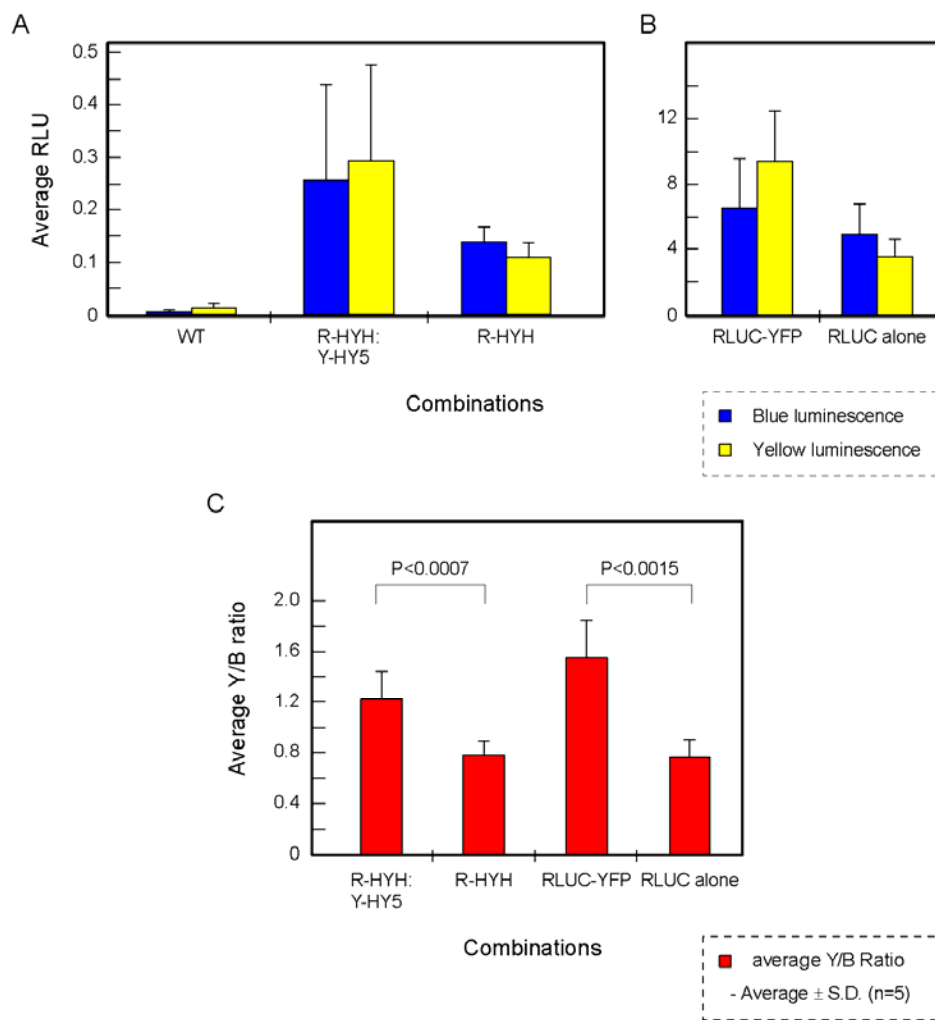 A
Average RLU
0.5
0.4
0.3
0.2
0.1
0
WT
R-HYH:
Y-HY5
R-HYH
Combinations
B
12
8
4
0
RLUC-YFP
RLUC alone
Blue luminescence
Yellow luminescence
C
Average Y/B ratio
2.0
1.6
1.2
0.8
0.4
0
P<0.0007
P<0.0015
R-HYH:
Y-HY5
R-HYH
RLUC-YFP
RLUC alone
Combinations
average Y/B Ratio
- Average ± S.D. (n=5)